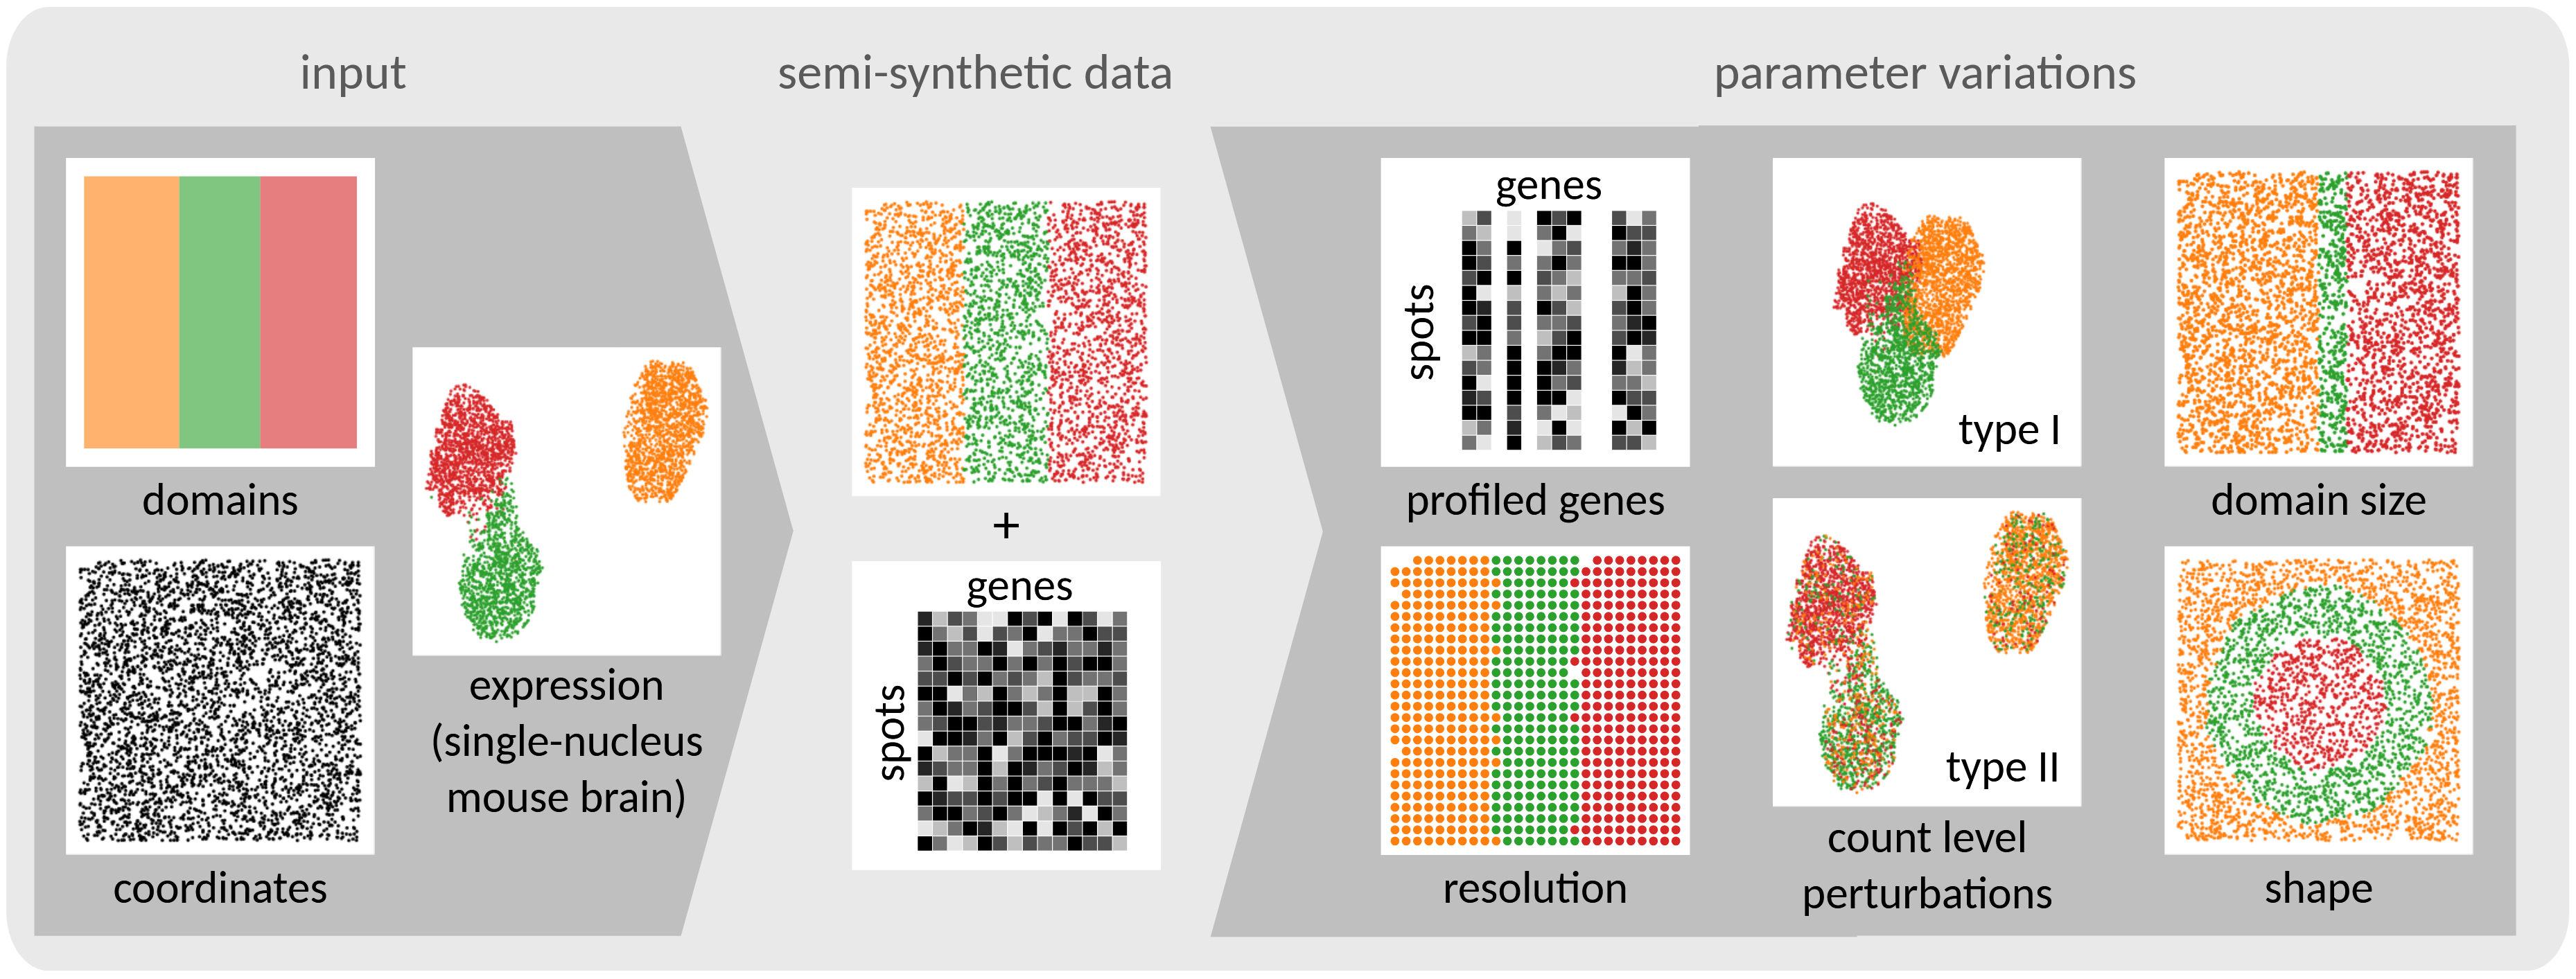 input
semi-synthetic data
parameter variations
domains
coordinates
expression
(single-nucleus
mouse brain)
+
genes
spots
genes
spots
profiled genes
resolution
type I
type II
count level
perturbations
domain size
shape